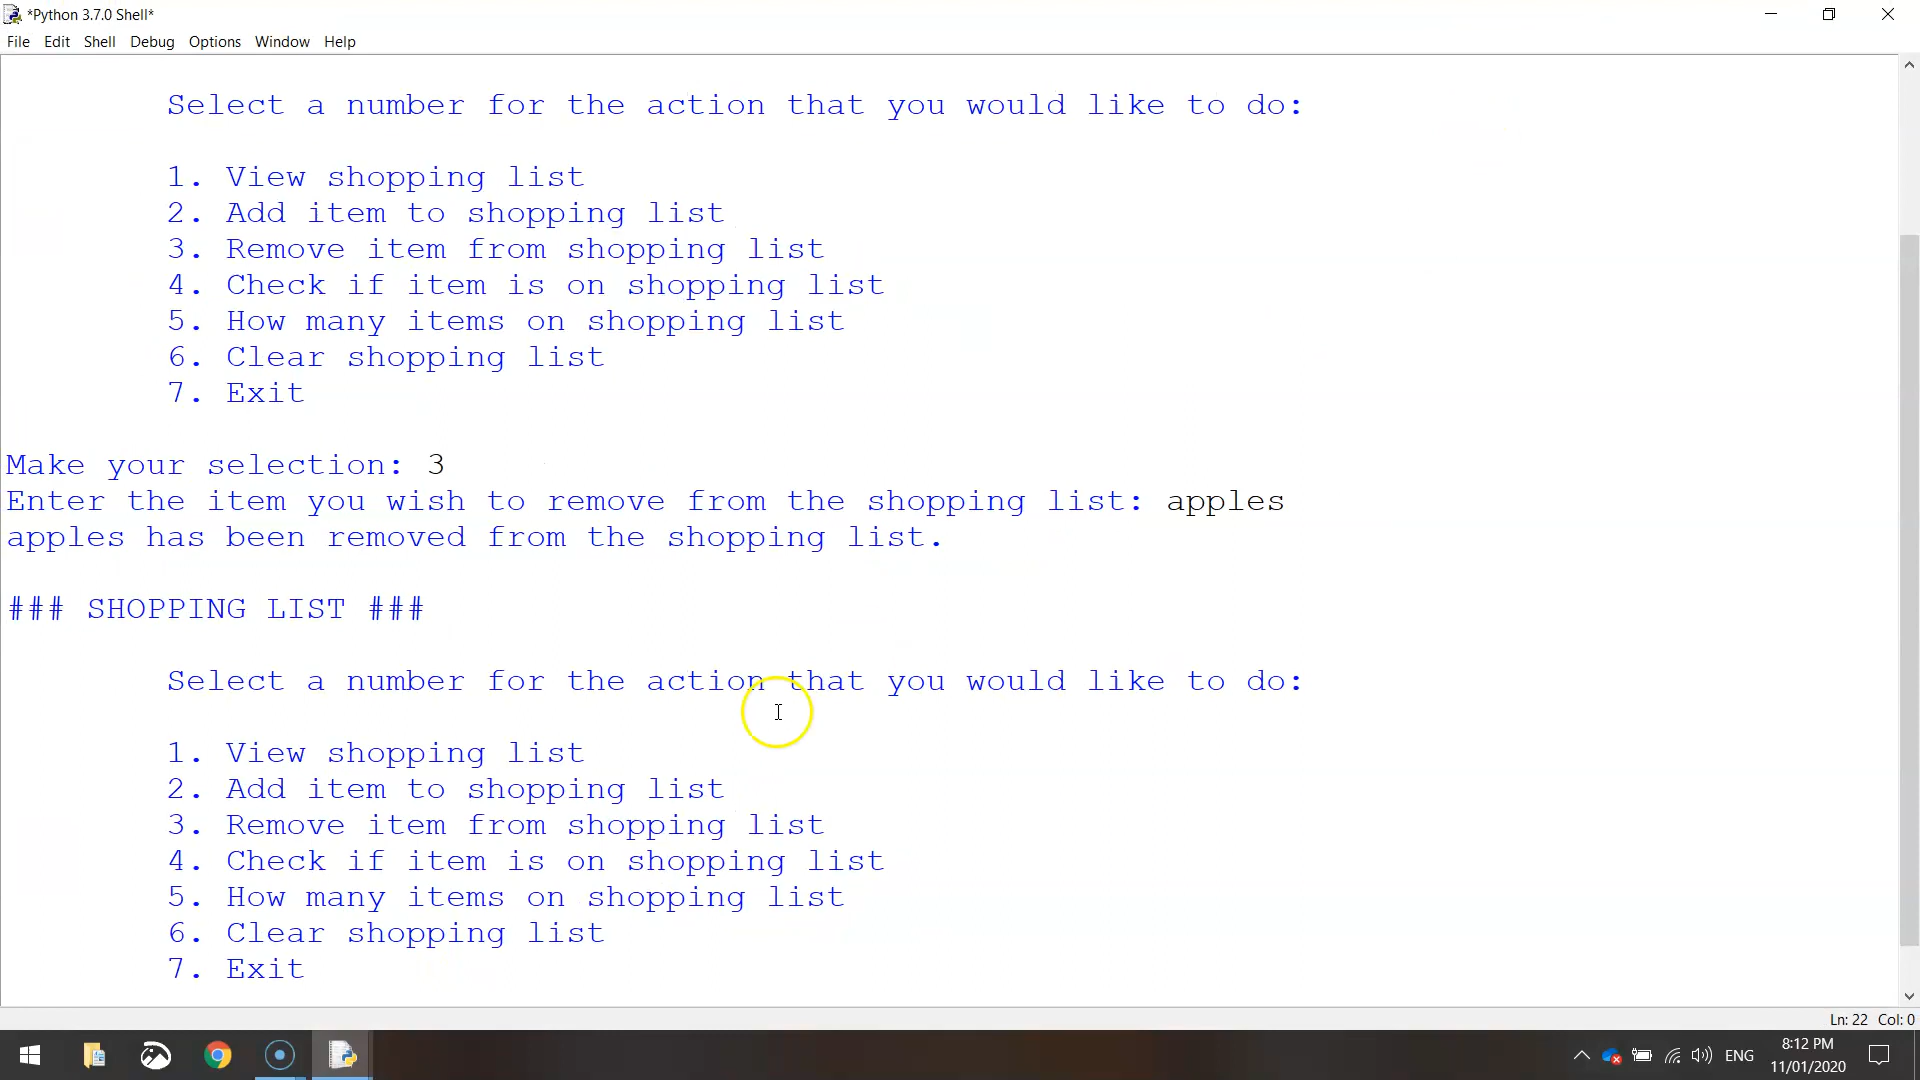 *Python 3.7.0 Shell*
File Edit Shell Debug Options Window Help
Select a number for the action that you would like to do:
1. View shopping list
2. Add item to shopping list
3. Remove item from shopping list
4. Check if item is on shopping list
5. How many items on shopping list
6. Clear shopping list
7. Exit
Make your selection: 3
Enter the item you wish to remove from the shopping list: apples
apples has been removed from the shopping list.
### SHOPPING LIST ###
Select a number for the action that you would like to do:
1. View shopping list
2. Add item to shopping list
3. Remove item from shopping list
4. Check if item is on shopping list
5. How many items on shopping list
6. Clear shopping list
7. Exit
Ln: 22 Col: 0
ENG
8:12 PM
11/01/2020